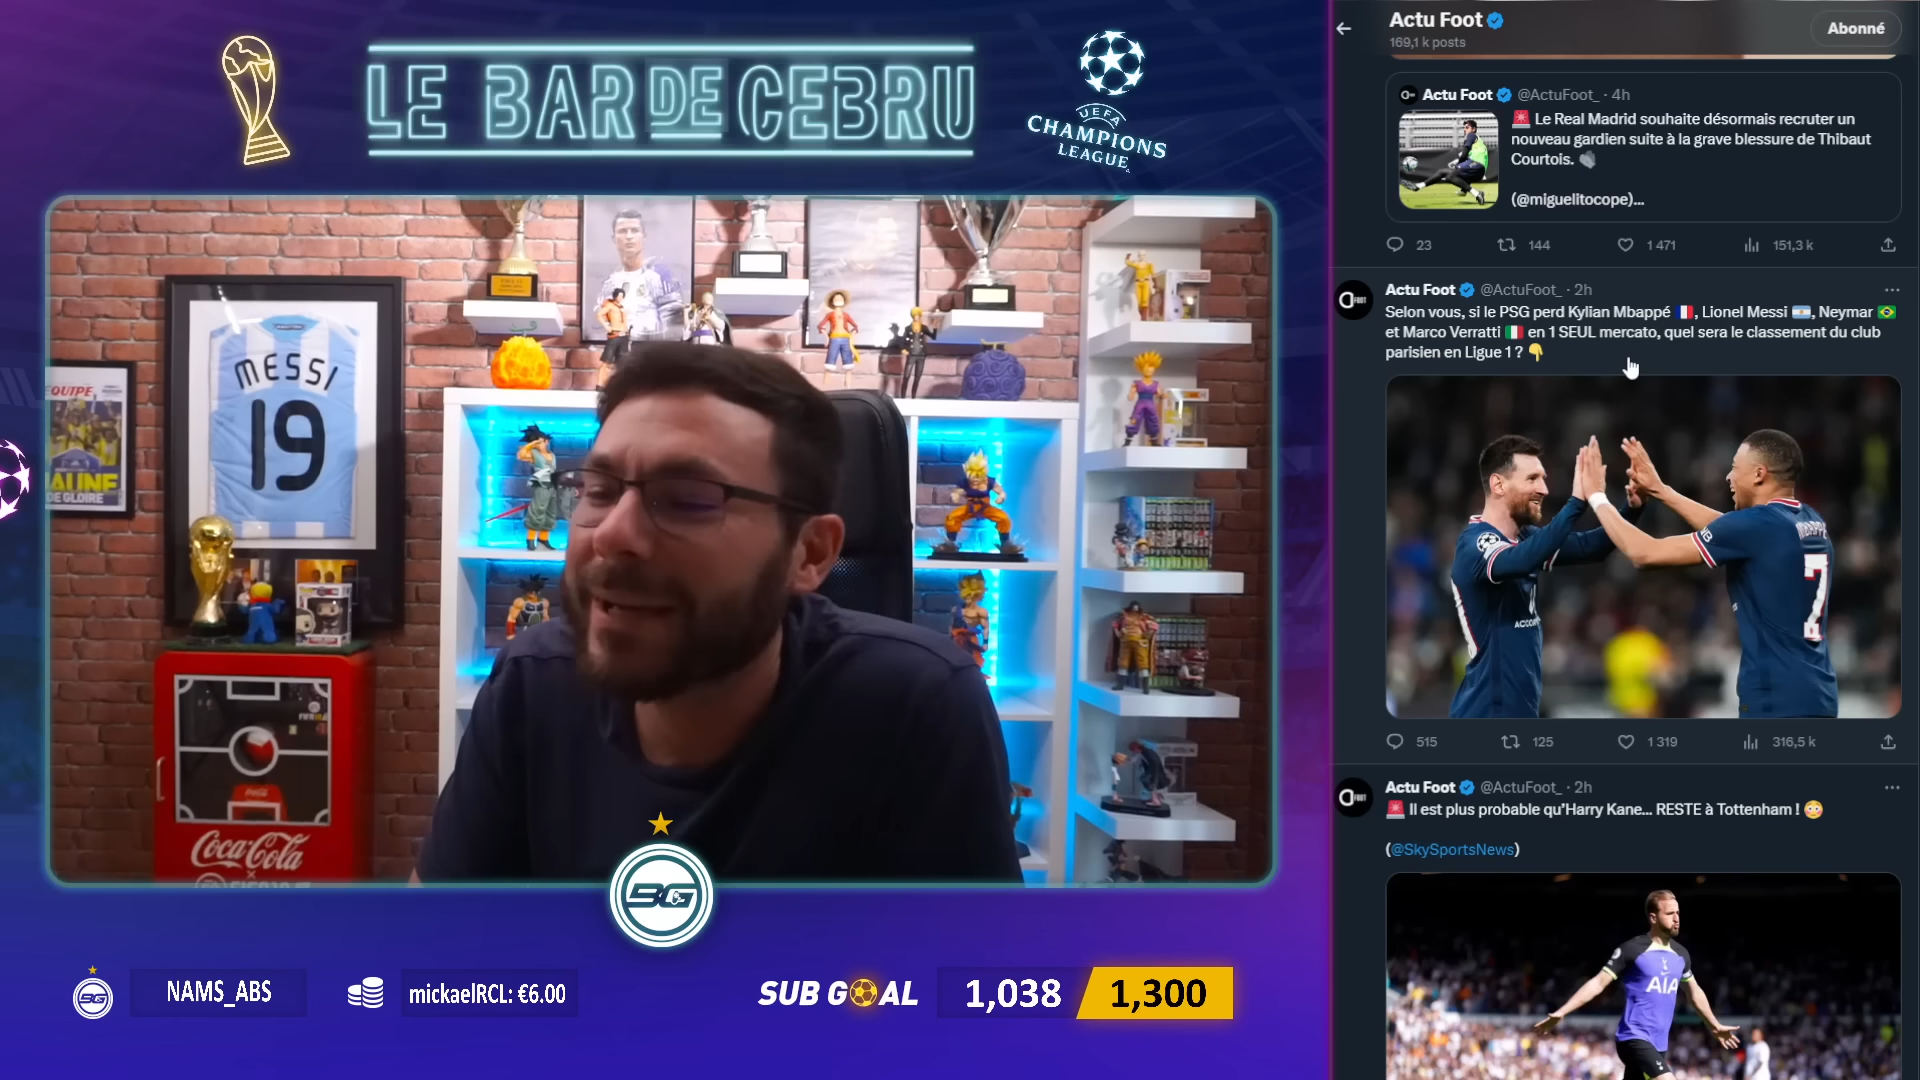 LE BAR DE CEBRU
UEFA
CHAMPIONS
LEAGUE
MESSI
19
JAUNE
DE GLOIRE
Coca-Cola
BG
NAMS_ABS
mickaelRCL: €6.00
SUB GOAL
1,038
1,300
Actu Foot
169,1 k posts
Abonné
Actu Foot @ActuFoot_ · 4h
🚨 Le Real Madrid souhaite désormais recruter un
nouveau gardien suite à la grave blessure de Thibaut
Courtois. 🧤
(@miguelitocope)...
23 144 1 471 151,3 k
Actu Foot @ActuFoot_ · 2h
Selon vous, si le PSG perd Kylian Mbappé 🇫🇷, Lionel Messi 🇦🇷, Neymar 🇧🇷
et Marco Verratti 🇮🇹 en 1 SEUL mercato, quel sera le classement du club
parisien en Ligue 1 ? 👇
7
515 125 1 319 316,5 k
Actu Foot @ActuFoot_ · 2h
🚨 Il est plus probable qu'Harry Kane... RESTE à Tottenham ! 😳
(@SkySportsNews)
AIA